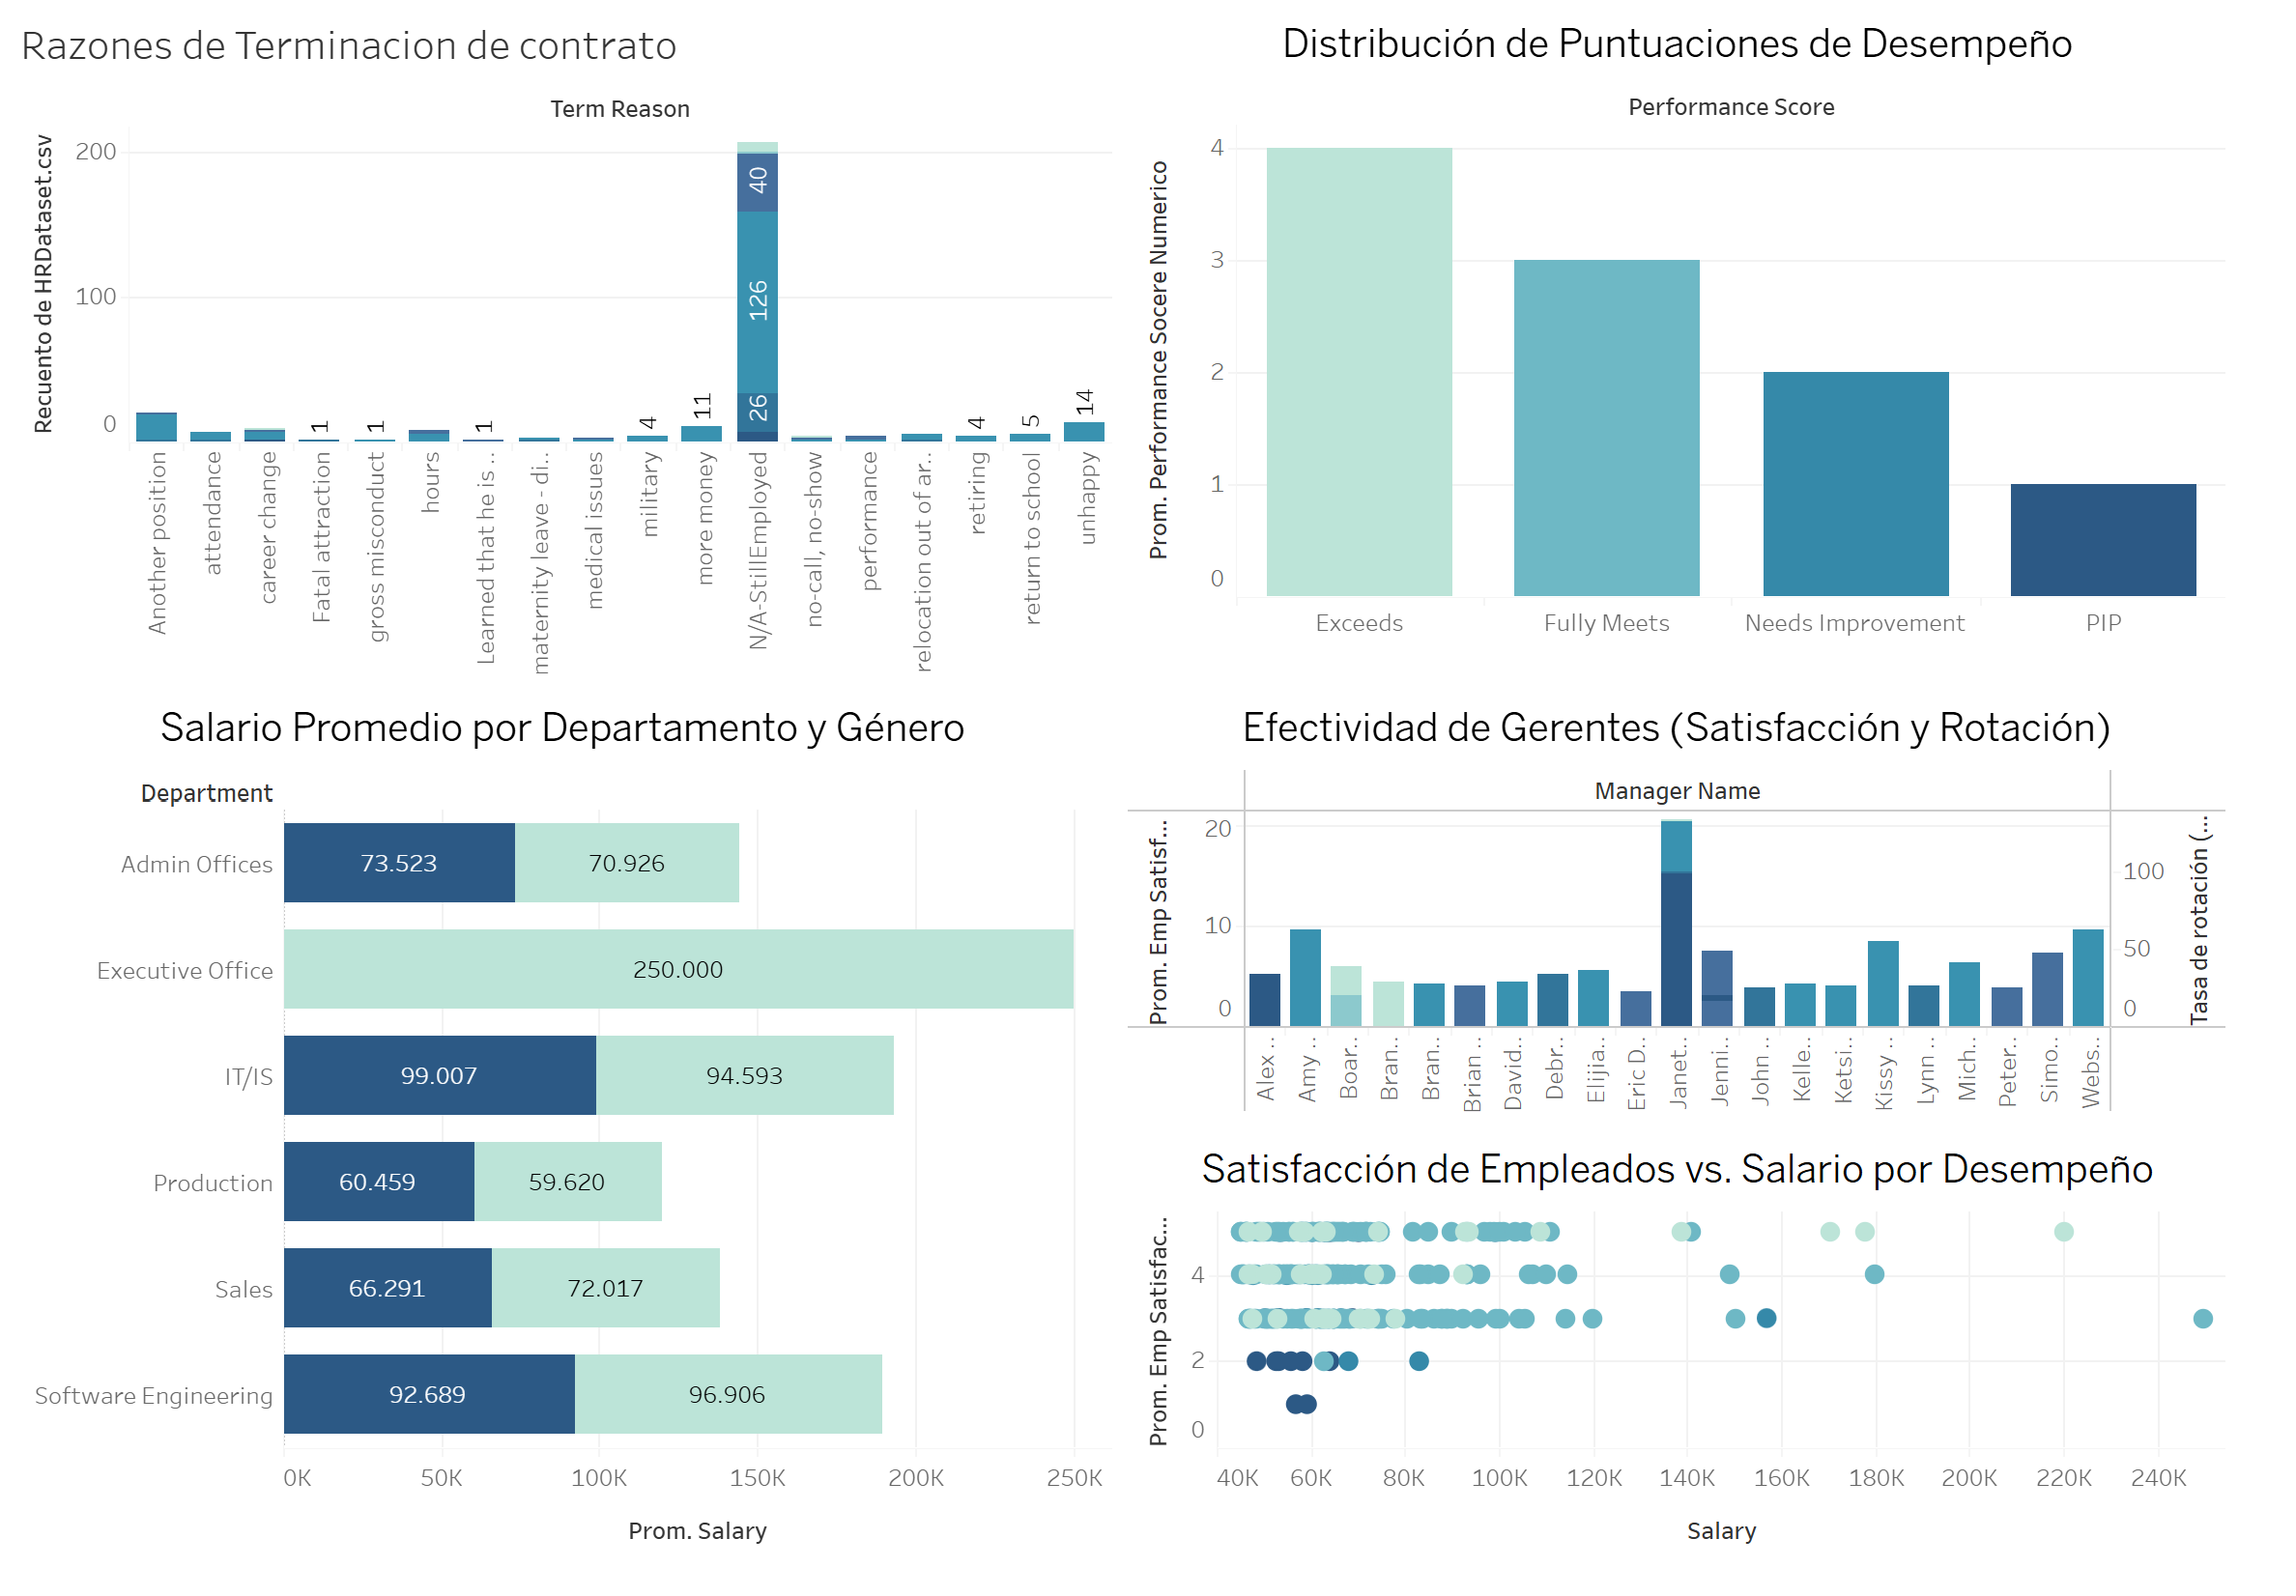 Razones de Terminacion de contrato
Term Reason
Recuento de HRDataset.csv
200
100
0
40
126
26
1
1
1
4
11
4
5
14
Another position
attendance
career change
Fatal attraction
gross misconduct
hours
Learned that he is ..
maternity leave - di..
medical issues
military
more money
N/A-StillEmployed
no-call, no-show
performance
relocation out of ar..
retiring
return to school
unhappy
Distribución de Puntuaciones de Desempeño
Performance Score
Prom. Performance Socere Numerico
4
3
2
1
0
Exceeds
Fully Meets
Needs Improvement
PIP
Salario Promedio por Departamento y Género
Department
Admin Offices
73.523
70.926
Executive Office
250.000
IT/IS
99.007
94.593
Production
60.459
59.620
Sales
66.291
72.017
Software Engineering
92.689
96.906
0K
50K
100K
150K
200K
250K
Prom. Salary
Efectividad de Gerentes (Satisfacción y Rotación)
Manager Name
Prom. Emp Satisf...
20
10
0
100
50
0
Tasa de rotación (...
Alex ..
Amy ..
Boar..
Bran..
Bran..
Brian ..
David..
Debr..
Elijia..
Eric D..
Janet..
Jenni..
John ..
Kelle..
Ketsi..
Kissy ..
Lynn ..
Mich..
Peter..
Simo..
Webs..
Satisfacción de Empleados vs. Salario por Desempeño
Prom. Emp Satisfac...
4
2
0
40K
60K
80K
100K
120K
140K
160K
180K
200K
220K
240K
Salary